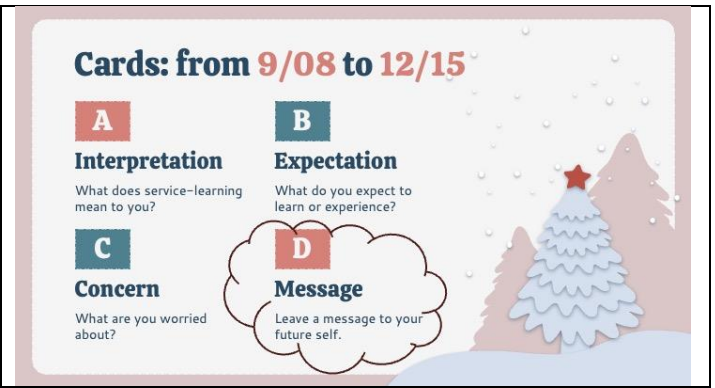 Cards: from 9/08 to 12/15
A
Interpretation
What does service-learning
mean to you?
B
Expectation
What do you expect to
learn or experience?
C
Concern
What are you worried
about?
D
Message
Leave a message to your
future self.